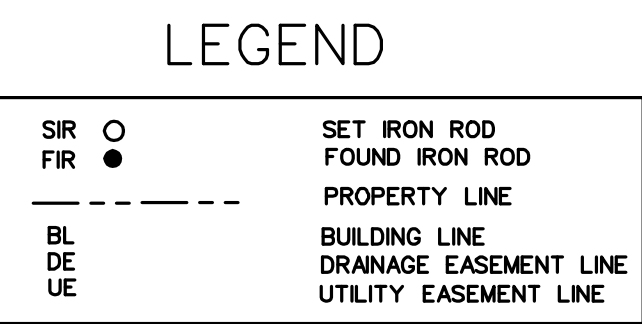 LEGEND
SIR SET IRON ROD
FIR FOUND IRON ROD
PROPERTY LINE
BL BUILDING LINE
DE DRAINAGE EASEMENT LINE
UE UTILITY EASEMENT LINE